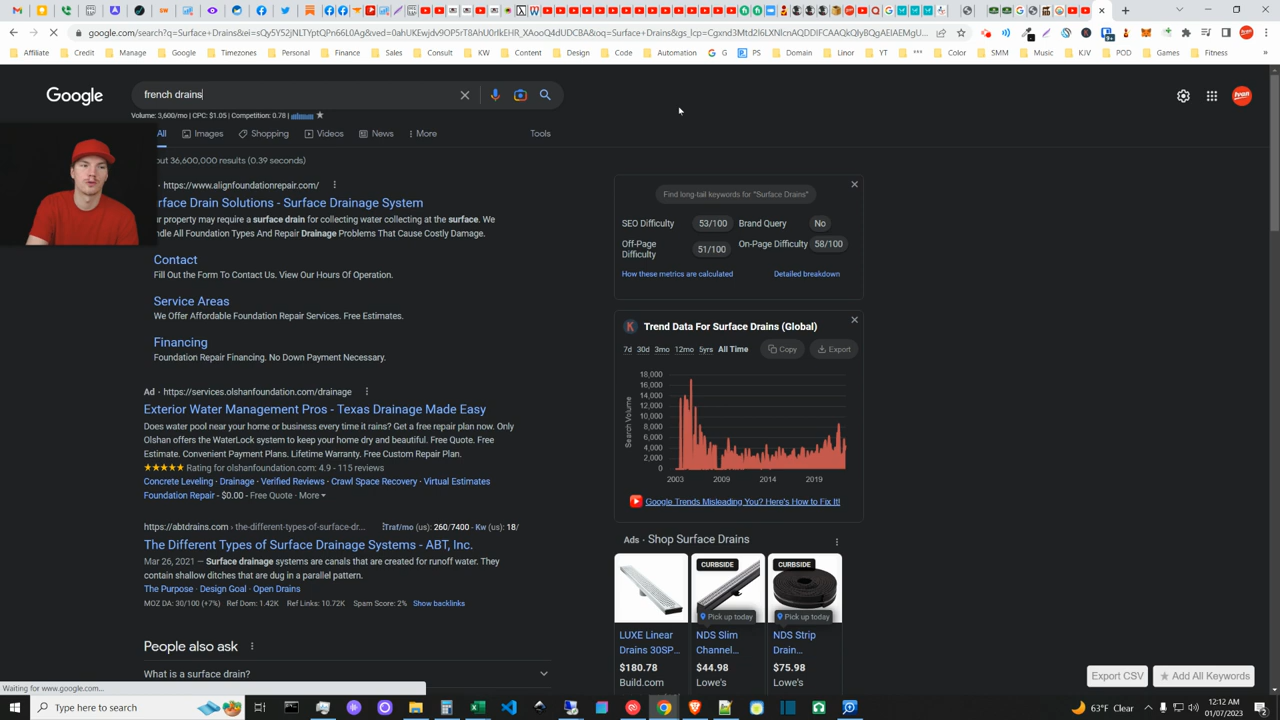 google.com/search?q=Surface+Drains&ei=sQy5Y52jNLTYptQPn66L0Ag&ved=0ahUKEwjdv9OP5rT8AhU0rIkEHR_XAooQ4dUDCBA&uact=5&oq=Surface+Drains&gs_lcp=
Affiliate Credit Manage Google Timezones Personal Finance Sales Consult KW Content Design Code Automation G PS Domain Linor YT Color SMM Music KJV POD Games Fitness
Google
french drains
Volume: 3,600/mo | CPC: $1.05 | Competition: 0.78 |
All Images Shopping Videos News More Tools
out 36,600,000 results (0.39 seconds)
https://www.alignfoundationrepair.com/
rface Drain Solutions - Surface Drainage System
r property may require a surface drain for collecting water collecting at the surface. We
ndle All Foundation Types And Repair Drainage Problems That Cause Costly Damage.
Contact
Fill Out the Form To Contact Us. View Our Hours Of Operation.
Service Areas
We Offer Affordable Foundation Repair Services. Free Estimates.
Financing
Foundation Repair Financing. No Down Payment Necessary.
Ad · https://services.olshanfoundation.com/drainage
Exterior Water Management Pros - Texas Drainage Made Easy
Does water pool near your home or business every time it rains? Get a free repair plan now. Only
Olshan offers the WaterLock system to keep your home dry and beautiful. Free Quote. Free
Estimate. Convenient Payment Plans. Lifetime Warranty. Free Custom Repair Plan.
★★★★★ Rating for olshanfoundation.com: 4.9 - 115 reviews
Concrete Leveling · Drainage · Verified Reviews · Crawl Space Recovery · Virtual Estimates
Foundation Repair - $0.00 - Free Quote · More
https://abtdrains.com › the-different-types-of-surface-dr... Traf/mo (us): 260/7400 - Kw (us): 18/
The Different Types of Surface Drainage Systems - ABT, Inc.
Mar 26, 2021 — Surface drainage systems are canals that are created for runoff water. They
contain shallow ditches that are dug in a parallel pattern.
The Purpose · Design Goal · Open Drains
MOZ DA: 30/100 (+7%) Ref Dom: 1.42K Ref Links: 10.72K Spam Score: 2% Show backlinks
People also ask
What is a surface drain?
Find long-tail keywords for "Surface Drains"
SEO Difficulty 53/100 Brand Query No
Off-Page Difficulty 51/100 On-Page Difficulty 58/100
How these metrics are calculated Detailed breakdown
Trend Data For Surface Drains (Global)
7d 30d 3mo 12mo 5yrs All Time Copy Export
18,000
16,000
14,000
12,000
10,000
8,000
6,000
4,000
2,000
0
Search Volume
2003 2009 2014 2019
Google Trends Misleading You? Here's How to Fix It!
Ads · Shop Surface Drains
CURBSIDE CURBSIDE
Pick up today Pick up today
LUXE Linear NDS Slim NDS Strip
Drains 30SP... Channel... Drain...
$180.78 $44.98 $75.98
Build.com Lowe's Lowe's
Export CSV Add All Keywords
Waiting for www.google.com...
Type here to search
63°F Clear
12:12 AM
01/07/2023